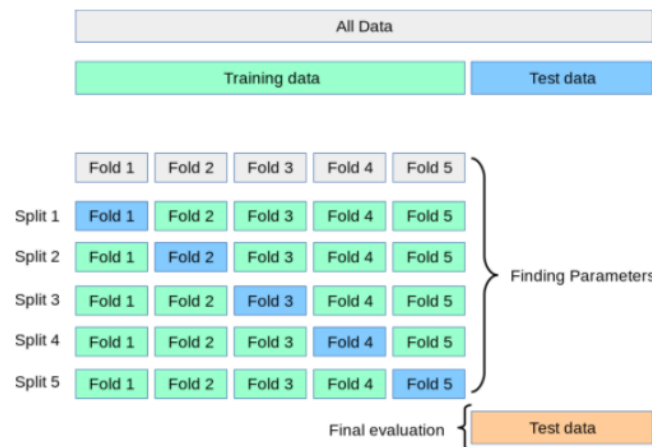 All Data
Training data Test data
Fold 1 Fold 2 Fold 3 Fold 4 Fold 5
Split 1 Fold 1 Fold 2 Fold 3 Fold 4 Fold 5
Split 2 Fold 1 Fold 2 Fold 3 Fold 4 Fold 5
Finding Parameters
Split 3 Fold 1 Fold 2 Fold 3 Fold 4 Fold 5
Split 4 Fold 1 Fold 2 Fold 3 Fold 4 Fold 5
Split 5 Fold 1 Fold 2 Fold 3 Fold 4 Fold 5
Final evaluation Test data